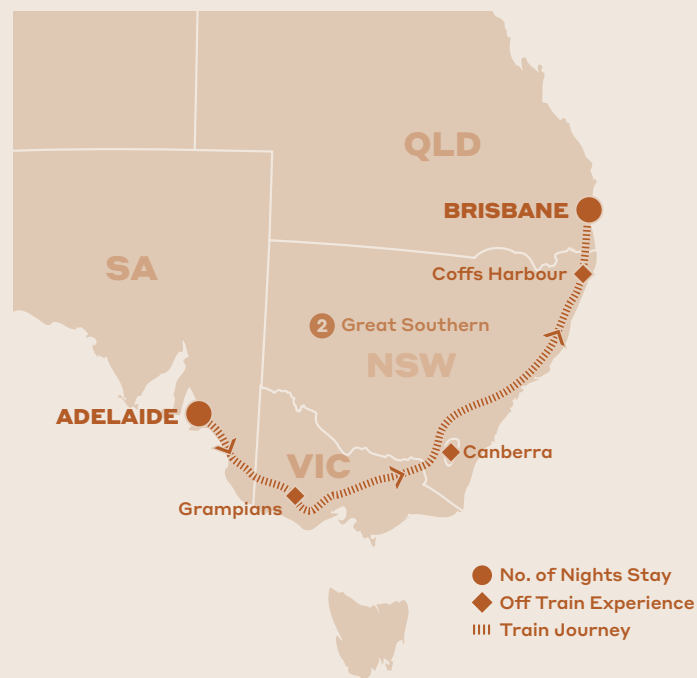 QLD
BRISBANE
SA
Coffs Harbour
2 Great Southern
NSW
ADELAIDE
Canberra
VIC
Grampians
No. of Nights Stay
Off Train Experience
Train Journey